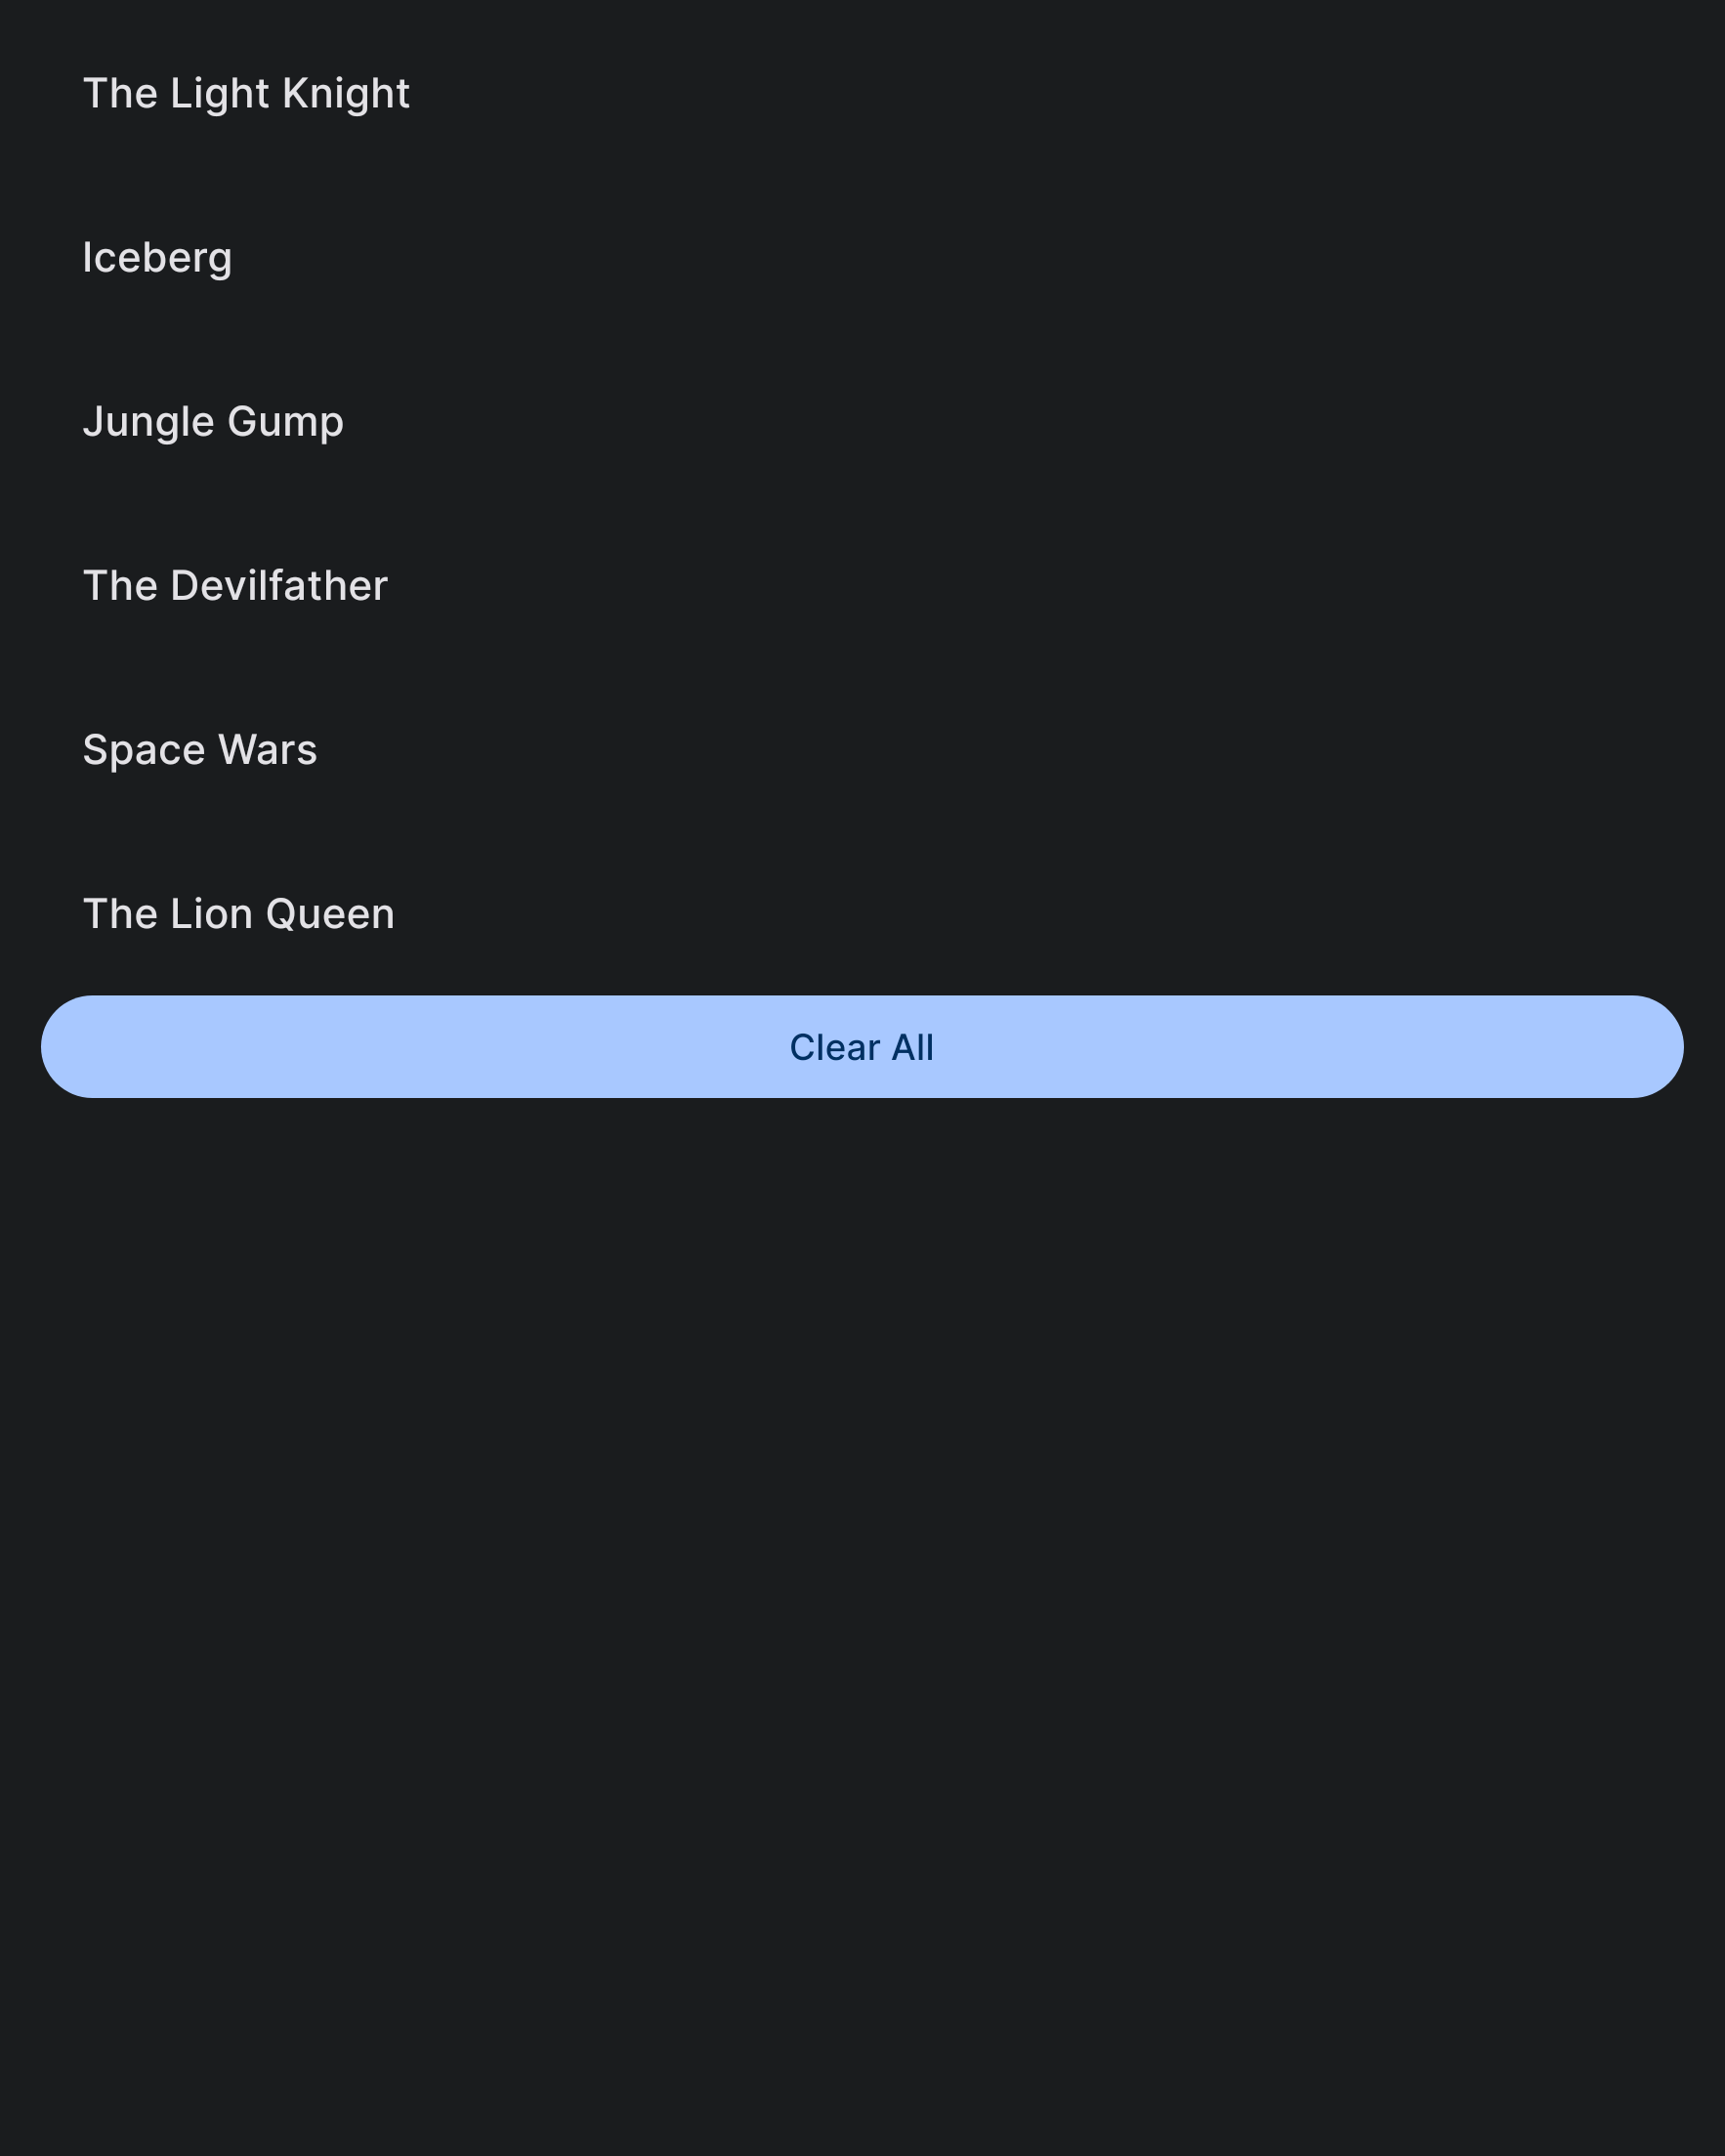 The Light Knight
Iceberg
Jungle Gump
The Devilfather
Space Wars
The Lion Queen
Clear All